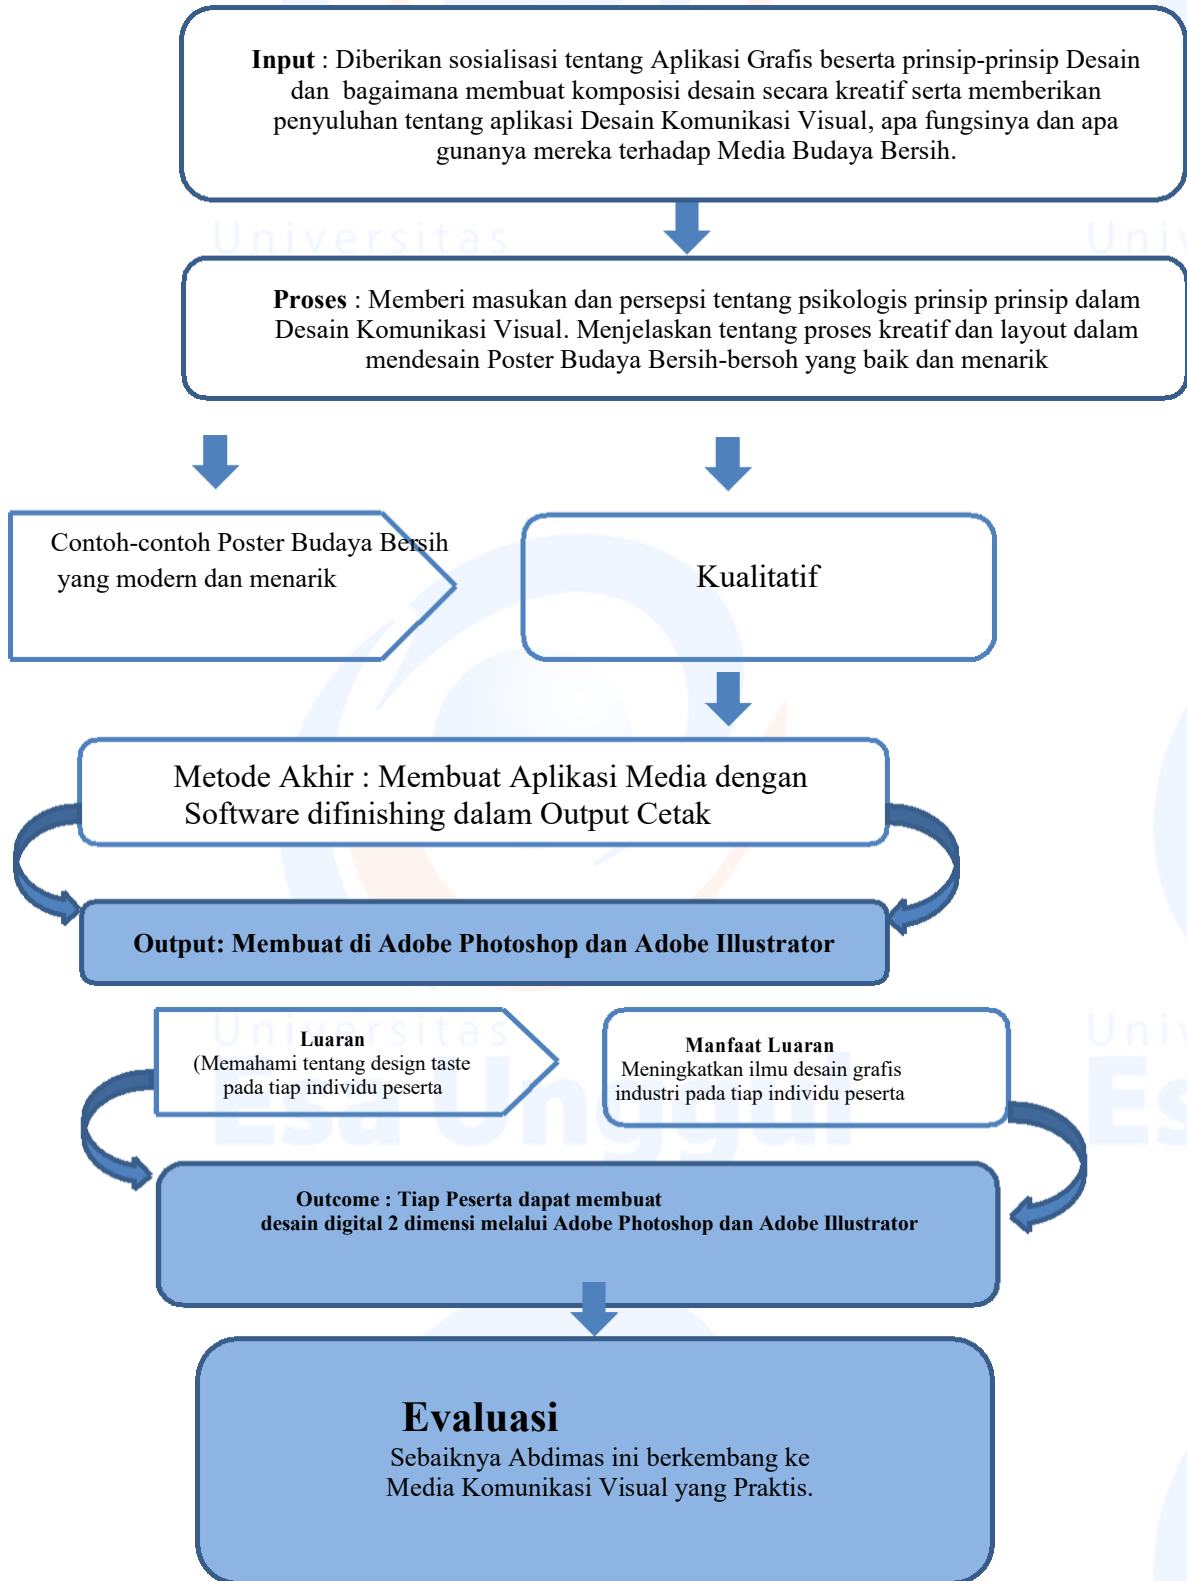 Input : Diberikan sosialisasi tentang Aplikasi Grafis beserta prinsip-prinsip Desain
dan bagaimana membuat komposisi desain secara kreatif serta memberikan
penyuluhan tentang aplikasi Desain Komunikasi Visual, apa fungsinya dan apa
gunanya mereka terhadap Media Budaya Bersih.
Universitas
Uni
Proses : Memberi masukan dan persepsi tentang psikologis prinsip prinsip dalam
Desain Komunikasi Visual. Menjelaskan tentang proses kreatif dan layout dalam
mendesain Poster Budaya Bersih-bersoh yang baik dan menarik
Contoh-contoh Poster Budaya Bersih
yang modern dan menarik
Kualitatif
Metode Akhir : Membuat Aplikasi Media dengan
Software difinishing dalam Output Cetak
Output: Membuat di Adobe Photoshop dan Adobe Illustrator
Universitas
Esa Unggul
Uni
Es
Luaran
(Memahami tentang design taste
pada tiap individu peserta
Manfaat Luaran
Meningkatkan ilmu desain grafis
industri pada tiap individu peserta
Outcome : Tiap Peserta dapat membuat
desain digital 2 dimensi melalui Adobe Photoshop dan Adobe Illustrator
Evaluasi
Sebaiknya Abdimas ini berkembang ke
Media Komunikasi Visual yang Praktis.